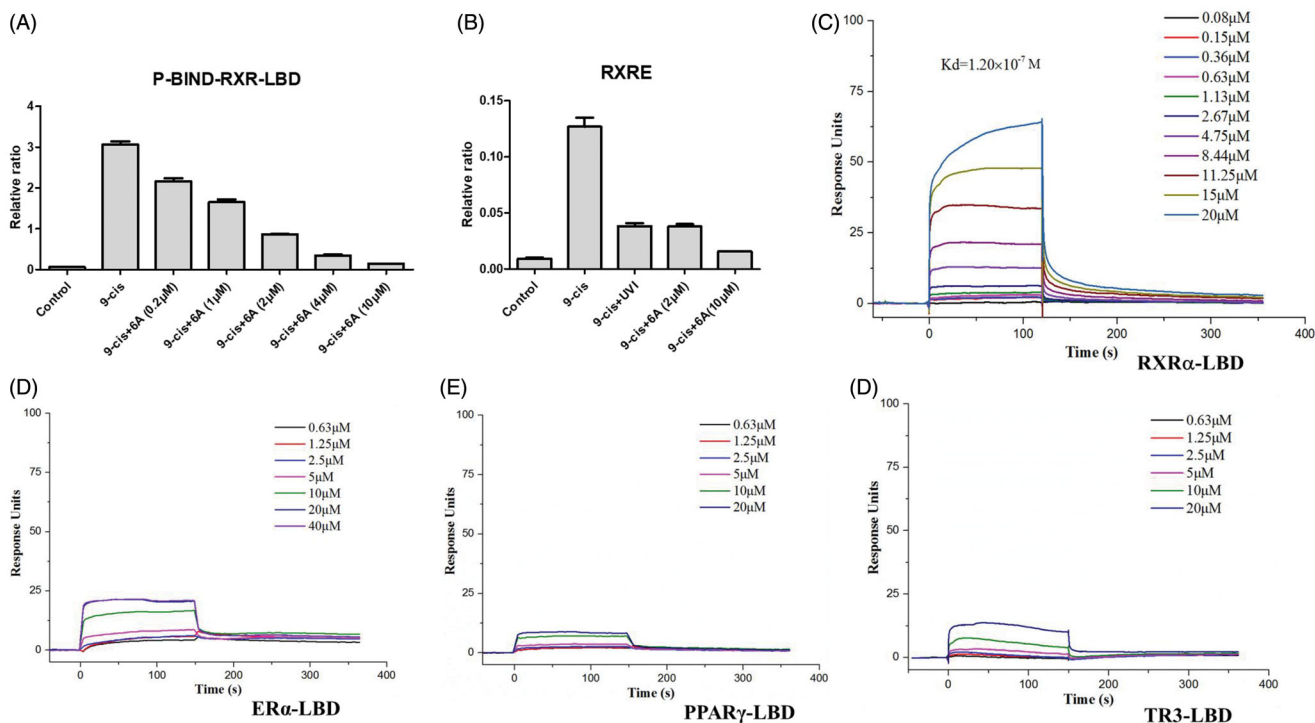 (A)
P-BIND-RXR-LBD
Relative ratio
4
3
2
1
0
Control
9-cis
9-cis+6A (0.2μM)
9-cis+6A (1μM)
9-cis+6A (2μM)
9-cis+6A (4μM)
9-cis+6A (10μM)
(B)
RXRE
Relative ratio
0.15
0.10
0.05
0.00
Control
9-cis
9-cis+UVI
9-cis+6A (2μM)
9-cis+6A(10μM)
(C)
Response Units
100
75
50
25
0
Kd=1.20×10-7 M
0.08μM
0.15μM
0.36μM
0.63μM
1.13μM
2.67μM
4.75μM
8.44μM
11.25μM
15μM
20μM
0
100
200
300
400
Time (s)
RXRα-LBD
(D)
Response Units
100
75
50
25
0
0.63μM
1.25μM
2.5μM
5μM
10μM
20μM
40μM
0
100
200
300
400
Time (s)
ERα-LBD
(E)
Response Units
100
75
50
25
0
0.63μM
1.25μM
2.5μM
5μM
10μM
20μM
0
100
200
300
400
Time (s)
PPARγ-LBD
(D)
Response Units
100
75
50
25
0
0.63μM
1.25μM
2.5μM
5μM
10μM
20μM
0
100
200
300
400
Time (s)
TR3-LBD